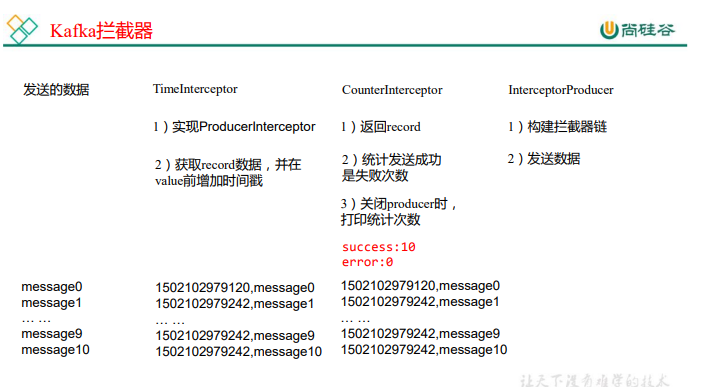 Kafka拦截器
尚硅谷
发送的数据
TimeInterceptor
CounterInterceptor
InterceptorProducer
1）实现ProducerInterceptor
2）获取record数据，并在
value前增加时间戳
1）返回record
2）统计发送成功
是失败次数
3）关闭producer时，
打印统计次数
success:10
error:0
1）构建拦截器链
2）发送数据
message0
message1
… …
message9
message10
1502102979120,message0
1502102979242,message1
… …
1502102979242,message9
1502102979242,message10
1502102979120,message0
1502102979242,message1
… …
1502102979242,message9
1502102979242,message10
让天下没有难学的技术